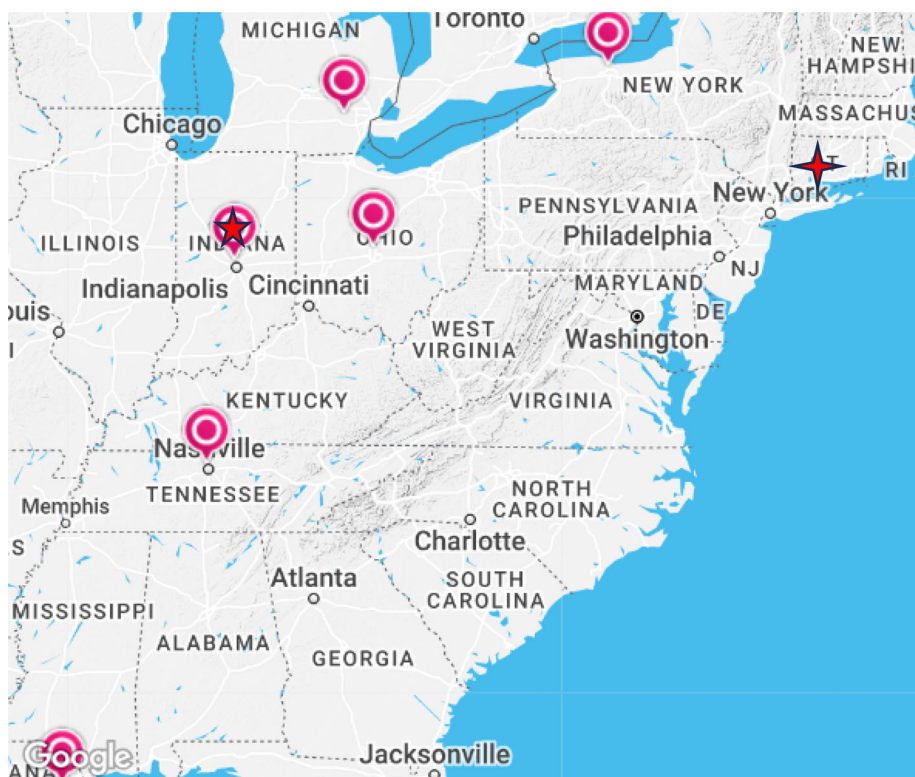 Toronto
MICHIGAN
NEW
HAMPSHI
NEW YORK
MASSACHUS
Chicago
T
RI
New York
PENNSYLVANIA
ILLINOIS
INDIANA
OHIO
Philadelphia
NJ
Indianapolis
Cincinnati
MARYLAND
DE
ouis
WEST
VIRGINIA
Washington
I
KENTUCKY
VIRGINIA
Nashville
TENNESSEE
Memphis
NORTH
CAROLINA
S
Charlotte
Atlanta
SOUTH
CAROLINA
MISSISSIPPI
ALABAMA
GEORGIA
Jacksonville
Google
ANA